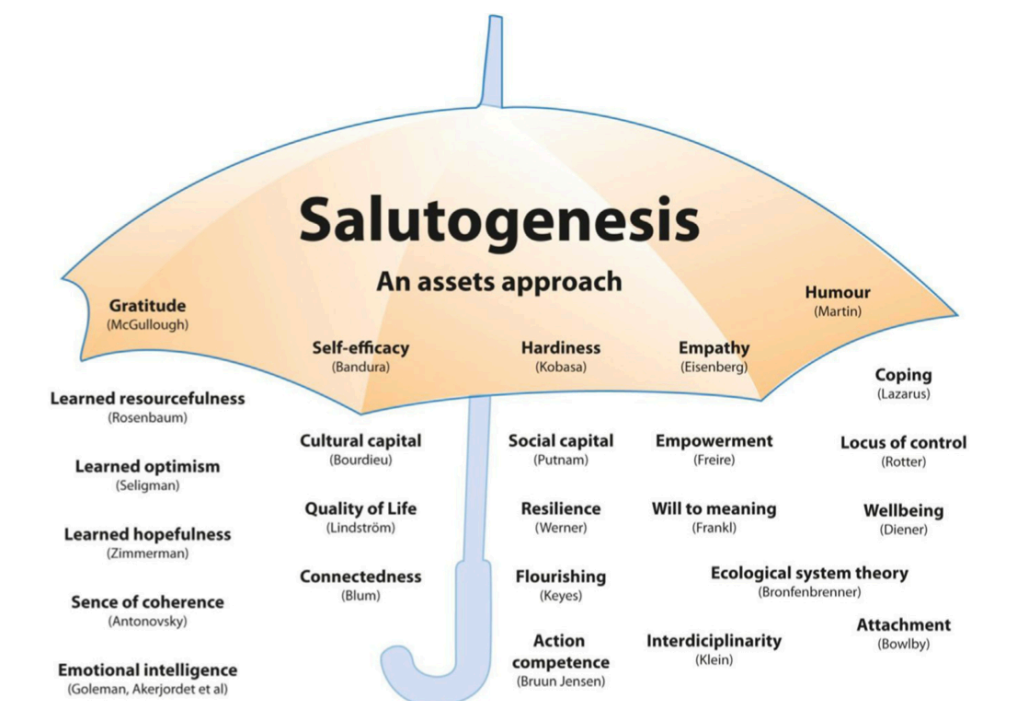 Salutogenesis
An assets approach
Gratitude
(McGullough)
Humour
(Martin)
Self-efficacy
(Bandura)
Hardiness
(Kobasa)
Empathy
(Eisenberg)
Learned resourcefulness
(Rosenbaum)
Learned optimism
(Seligman)
Learned hopefulness
(Zimmerman)
Sence of coherence
(Antonovsky)
Emotional intelligence
(Goleman, Akerjordet et al)
Cultural capital
(Bourdieu)
Quality of Life
(Lindström)
Connectedness
(Blum)
Social capital
(Putnam)
Resilience
(Werner)
Flourishing
(Keyes)
Action
competence
(Bruun Jensen)
Empowerment
(Freire)
Will to meaning
(Frankl)
Ecological system theory
(Bronfenbrenner)
Interdiciplinarity
(Klein)
Coping
(Lazarus)
Locus of control
(Rotter)
Wellbeing
(Diener)
Attachment
(Bowlby)